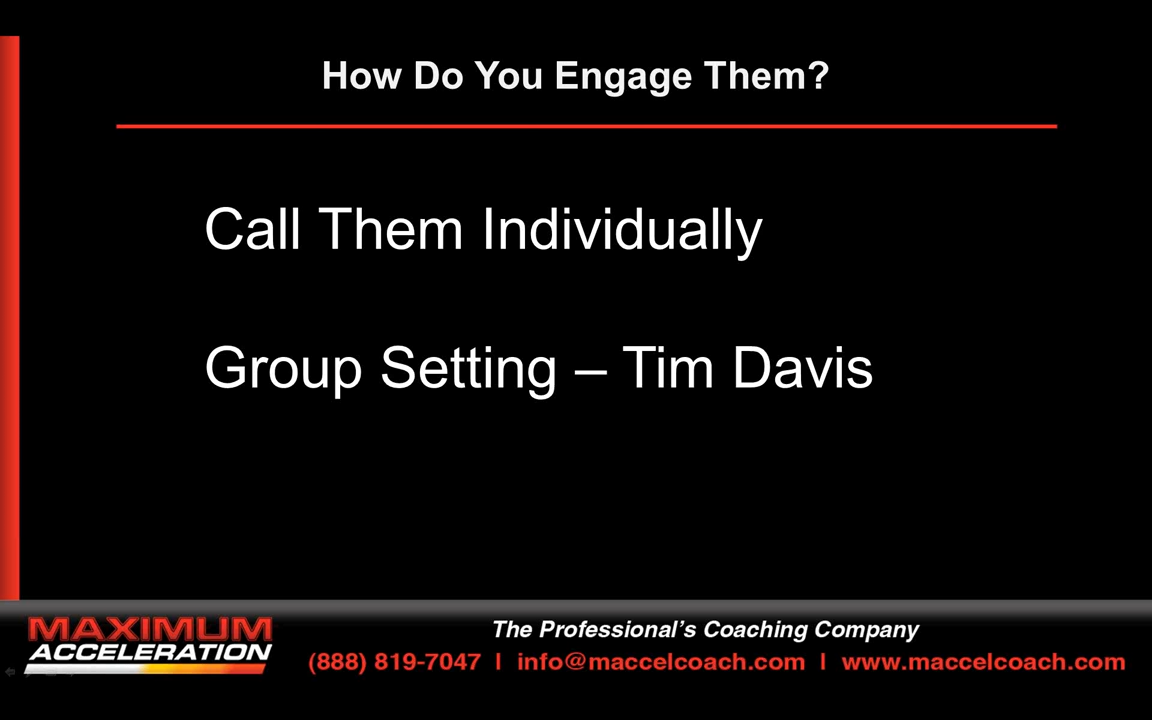 How Do You Engage Them?
Call Them Individually
Group Setting – Tim Davis
MAXIMUM
ACCELERATION
The Professional's Coaching Company
(888) 819-7047 | info@maccelcoach.com | www.maccelcoach.com